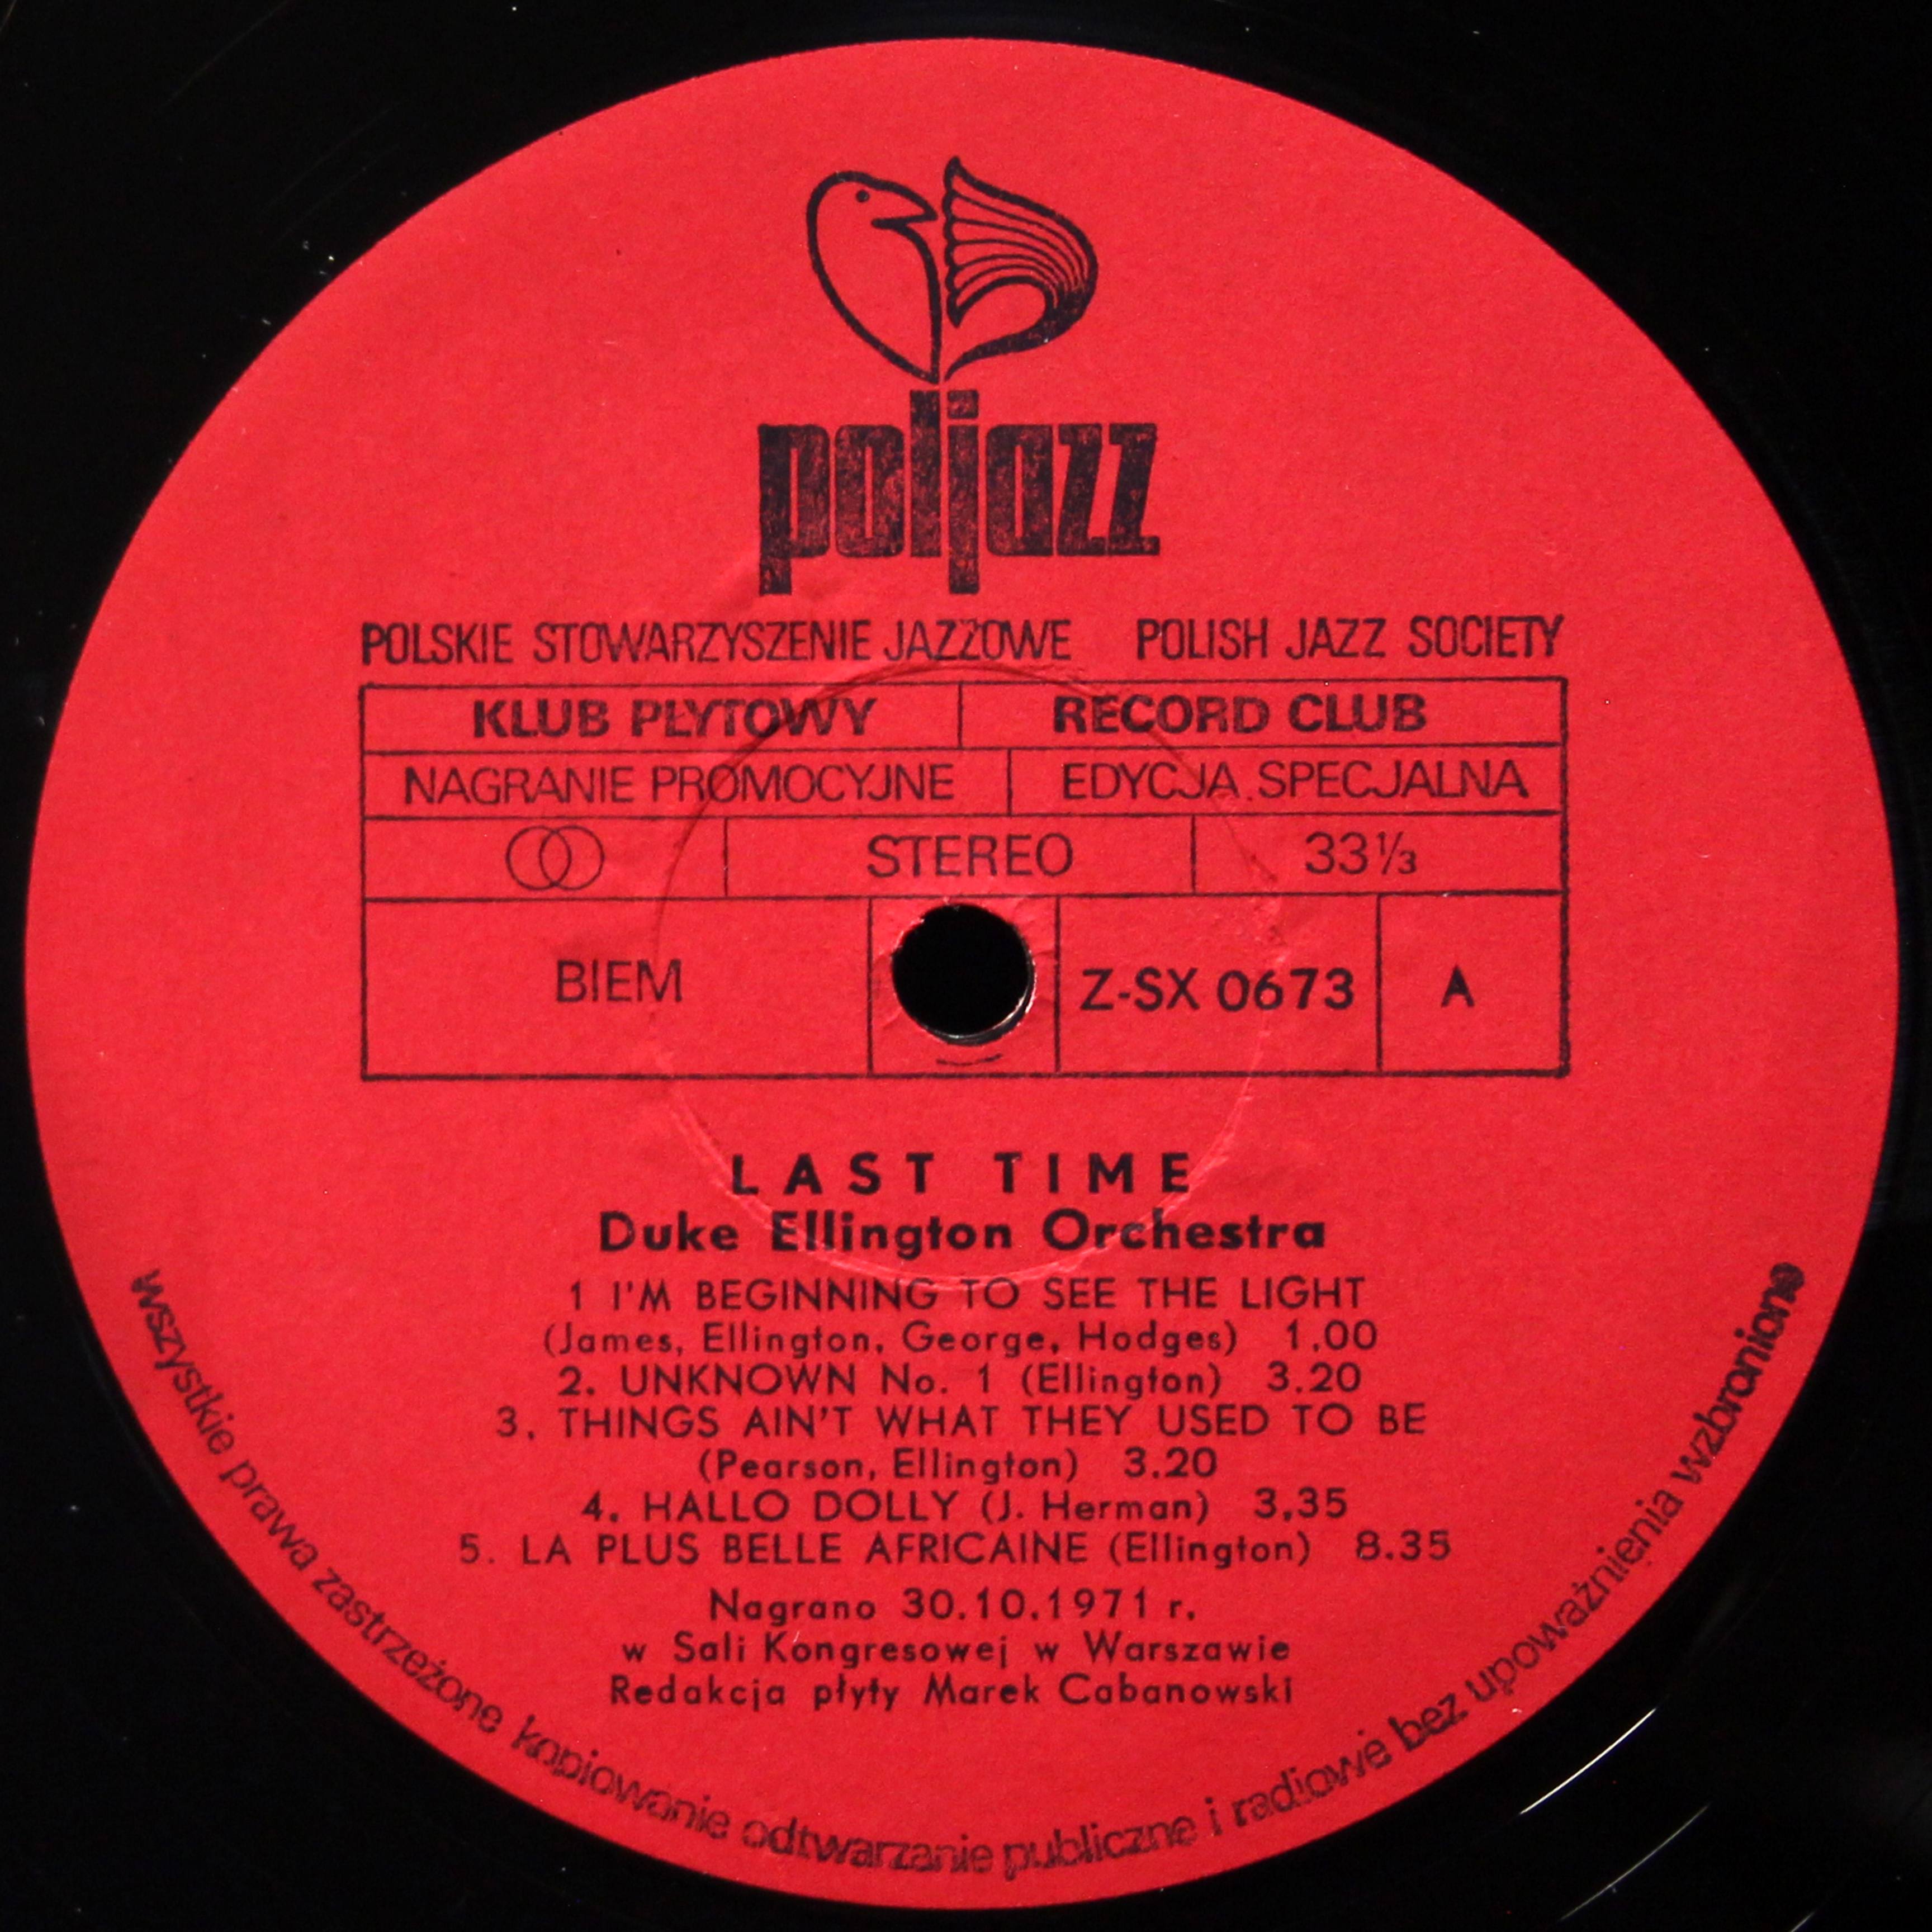 poljazz
POLSKIE STOWARZYSZENIE JAZZOWE POLISH JAZZ SOCIETY
KLUB PŁYTOWY RECORD CLUB
NAGRANIE PROMOCYJNE EDYCJA SPECJALNA
STEREO 33 1/3
BIEM Z-SX 0673 A
LAST TIME
Duke Ellington Orchestra
1 I'M BEGINNING TO SEE THE LIGHT
(James, Ellington, George, Hodges) 1.00
2. UNKNOWN No. 1 (Ellington) 3.20
3. THINGS AIN'T WHAT THEY USED TO BE
(Pearson, Ellington) 3.20
4. HALLO DOLLY (J. Herman) 3,35
5. LA PLUS BELLE AFRICAINE (Ellington) 8.35
Nagrano 30.10.1971 r.
w Sali Kongresowej w Warszawie
Redakcja płyty Marek Cabanowski
wszystkie prawa zastrzeżone kopiowanie odtwarzanie publiczne i radiowe bez upoważnienia wzbronione